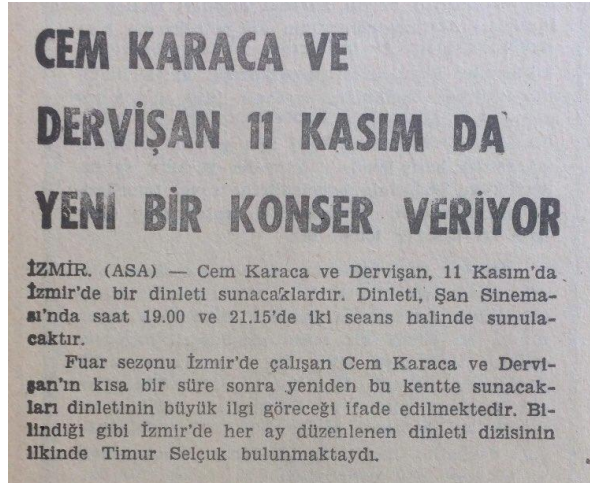 CEM KARACA VE
DERVİŞAN 11 KASIM DA
YENİ BİR KONSER VERİYOR
İZMİR. (ASA) — Cem Karaca ve Dervişan, 11 Kasım'da
İzmir'de bir dinleti sunacaklardır. Dinleti, Şan Sinema-
sı'nda saat 19.00 ve 21.15'de iki seans halinde sunula-
caktır.
Fuar sezonu İzmir'de çalışan Cem Karaca ve Dervi-
şan'ın kısa bir süre sonra yeniden bu kentte sunacak-
ları dinletinin büyük ilgi göreceği ifade edilmektedir. Bi-
lindiği gibi İzmir'de her ay düzenlenen dinleti dizisinin
ilkinde Timur Selçuk bulunmaktaydı.